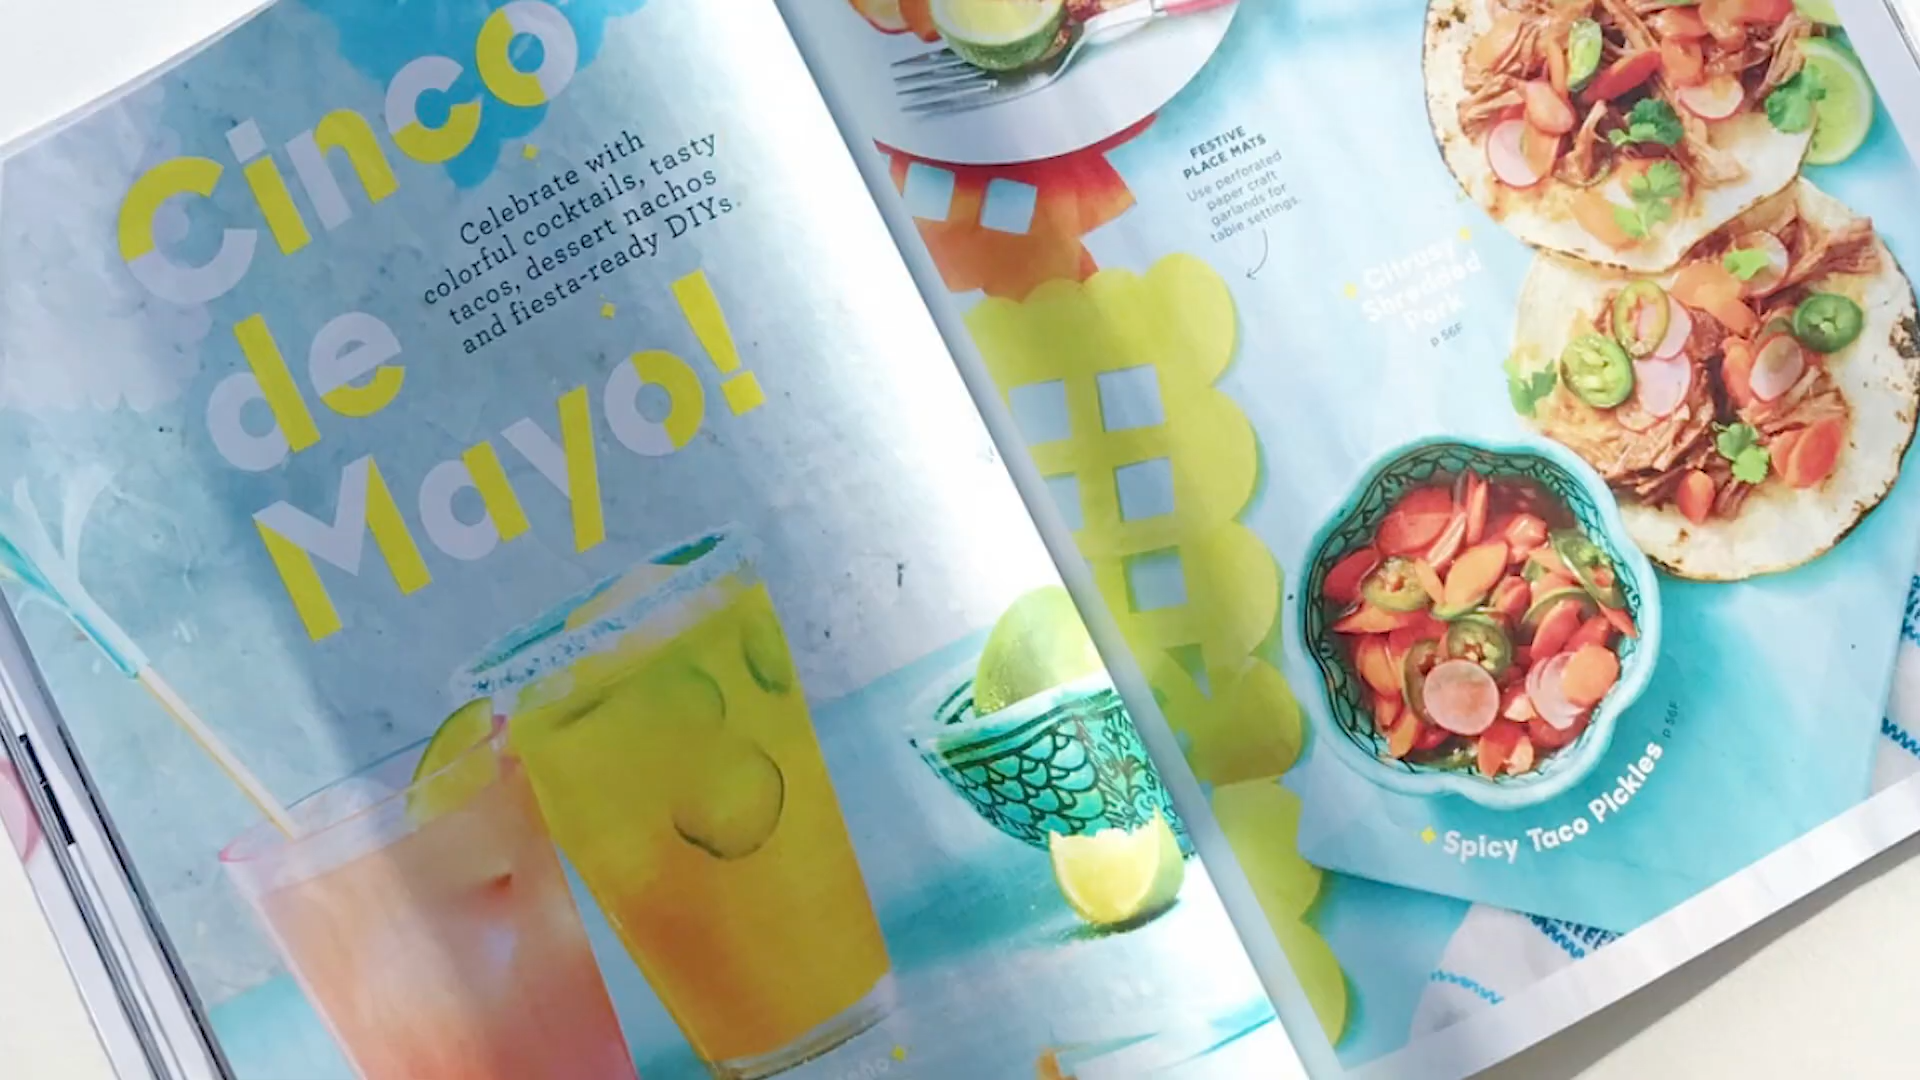 Cinco
de
Mayo!
Celebrate with
colorful cocktails, tasty
tacos, dessert nachos
and fiesta-ready DIYs.
FESTIVE
PLACE MATS
Use perforated
paper craft
garlands for
table settings.
Citrusy
Shredded
Pork
p 56F
Spicy Taco Pickles p 56F